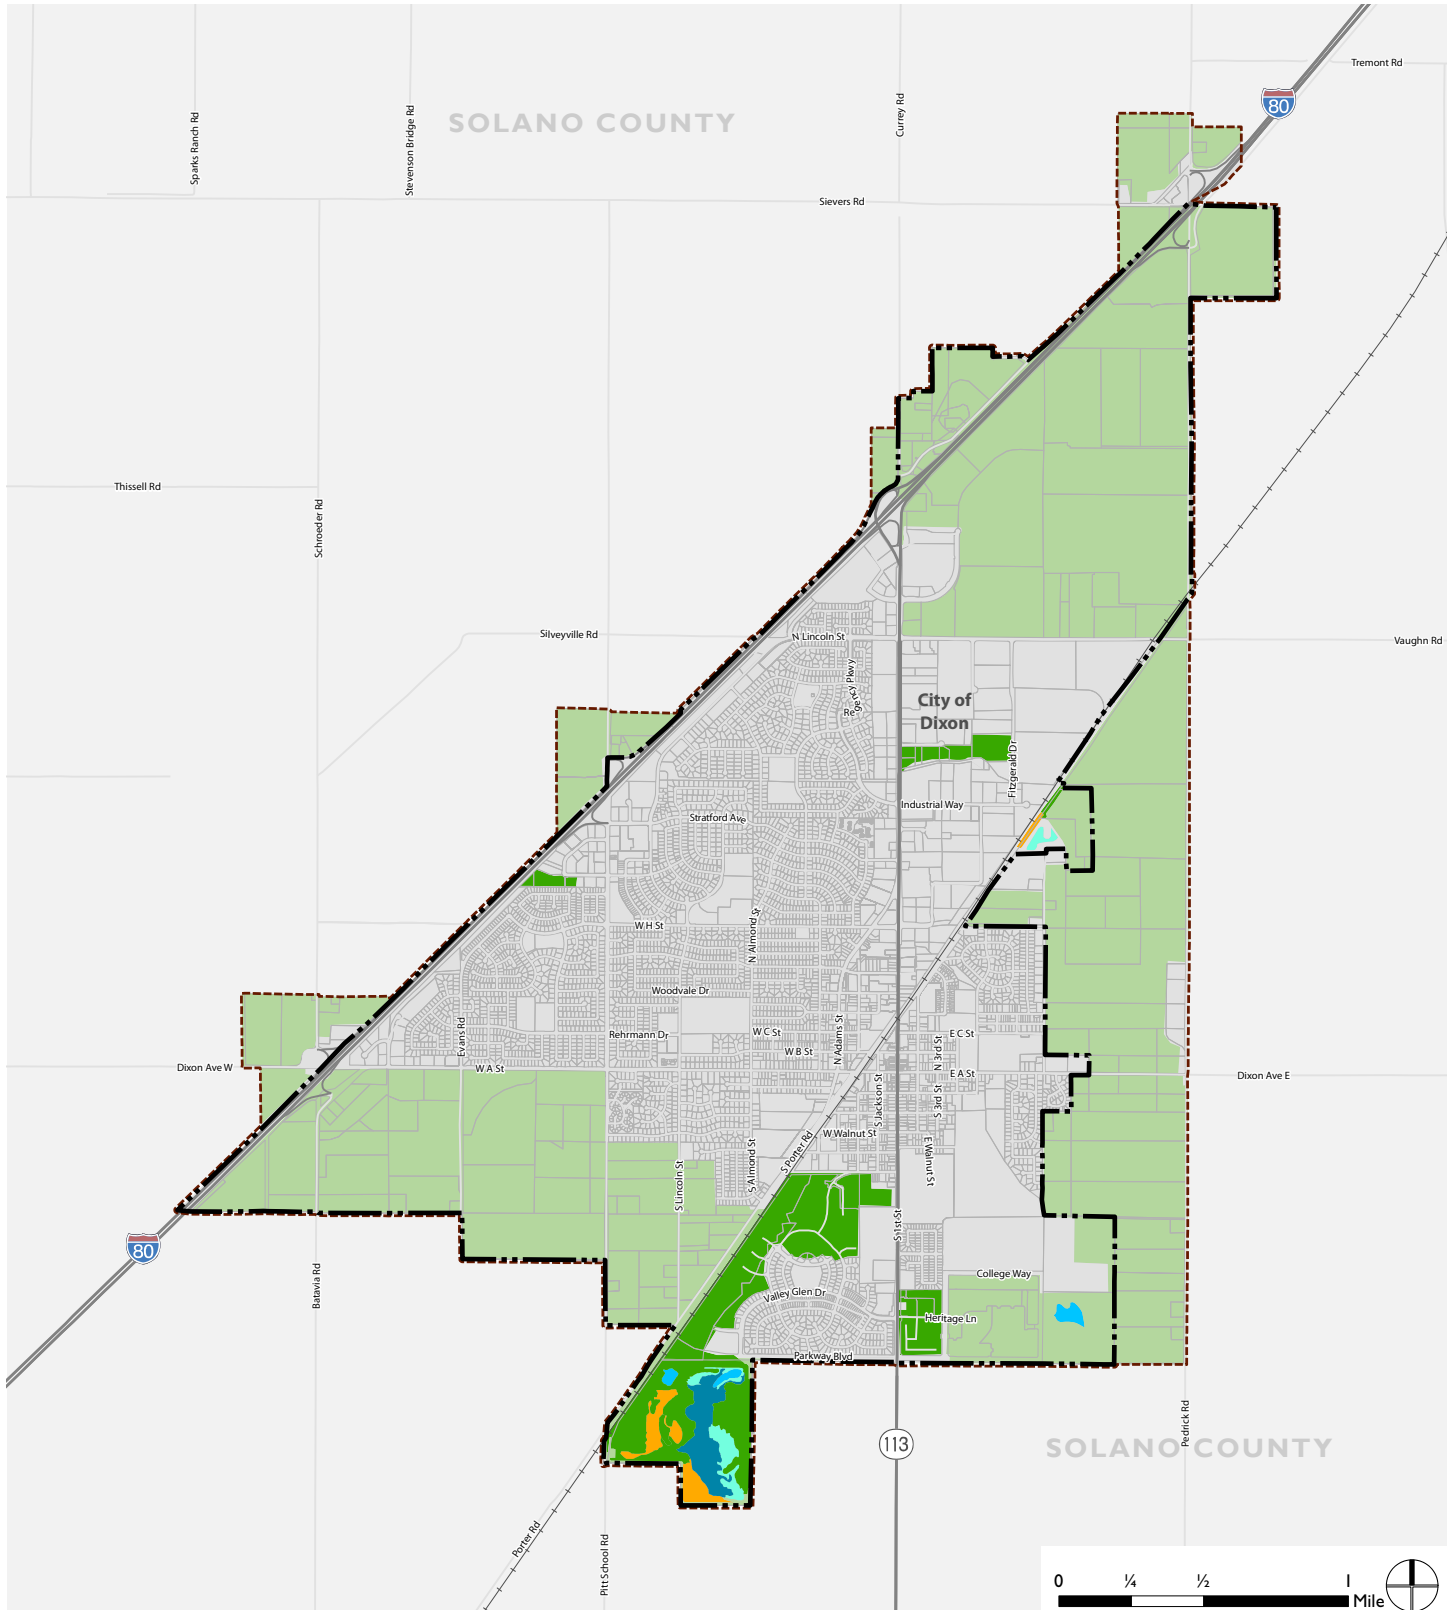 Tremont Rd
80
SOLANO COUNTY
Sparks Ranch Rd
Stevenson Bridge Rd
Currey Rd
Sievers Rd
Thissell Rd
Schroeder Rd
Silveyville Rd
N Lincoln St
Vaughn Rd
Regency Pkwy
City of
Dixon
Fitzgerald Dr
Industrial Way
Stratford Ave
W H St
N Almond St
Woodvale Dr
Evans Rd
Rehrmann Dr
W C St
N Adams St
E C St
N 3rd St
W B St
Dixon Ave W
W A St
E A St
Dixon Ave E
S Jackson St
S 3rd St
W Walnut St
S Porter Rd
E Walnut St
S Almond St
S Lincoln St
S 1st St
80
Batavia Rd
College Way
Valley Glen Dr
Heritage Ln
Parkway Blvd
Pedrick Rd
113
SOLANO COUNTY
Porter Rd
Pitt School Rd
0 ¼ ½ 1
Mile